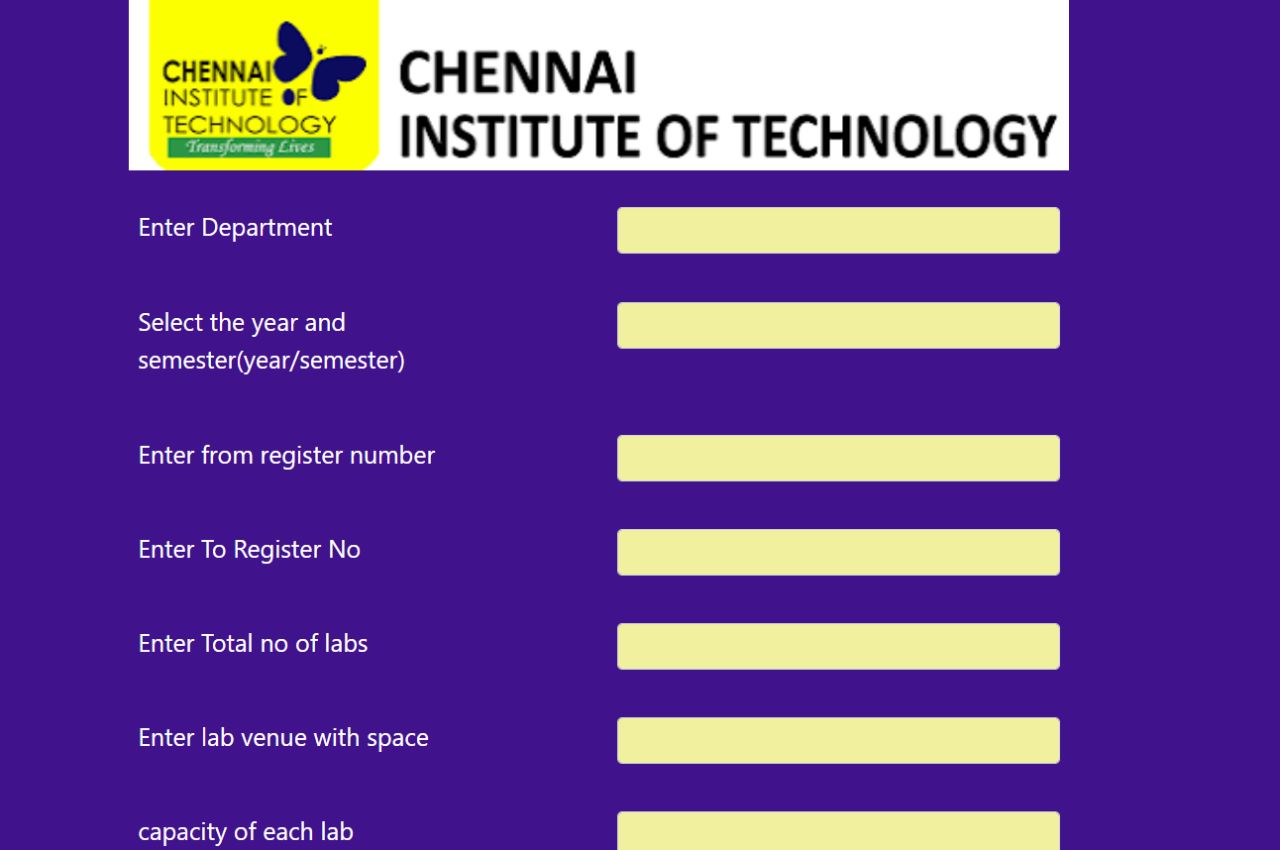 CHENNAI
INSTITUTE OF
TECHNOLOGY
Transforming Lives
CHENNAI
INSTITUTE OF TECHNOLOGY
Enter Department
Select the year and
semester(year/semester)
Enter from register number
Enter To Register No
Enter Total no of labs
Enter lab venue with space
capacity of each lab